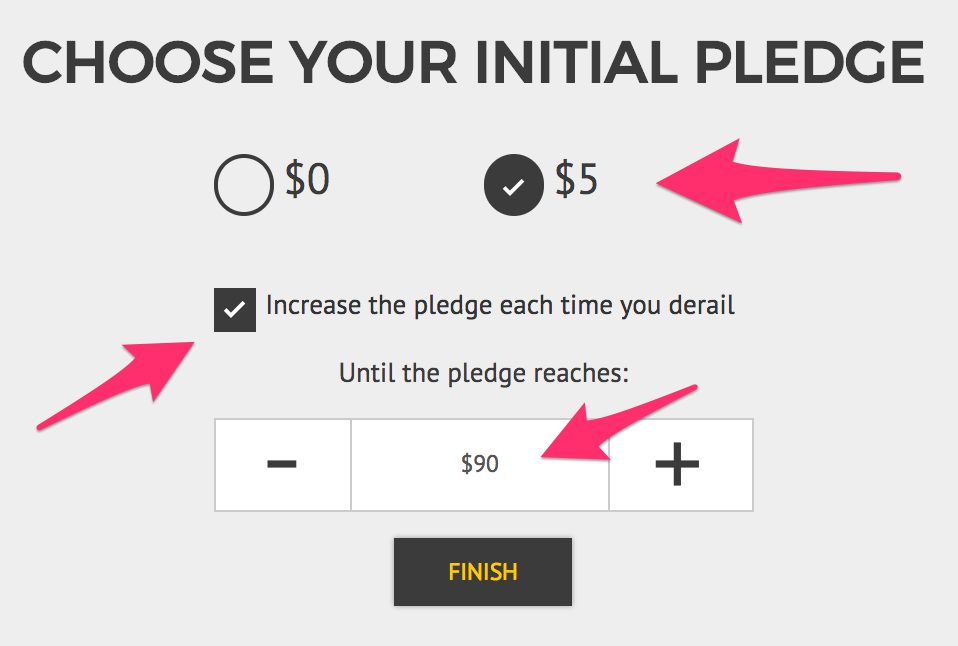 CHOOSE YOUR INITIAL PLEDGE
$0 $5
Increase the pledge each time you derail
Until the pledge reaches:
− $90 +
FINISH